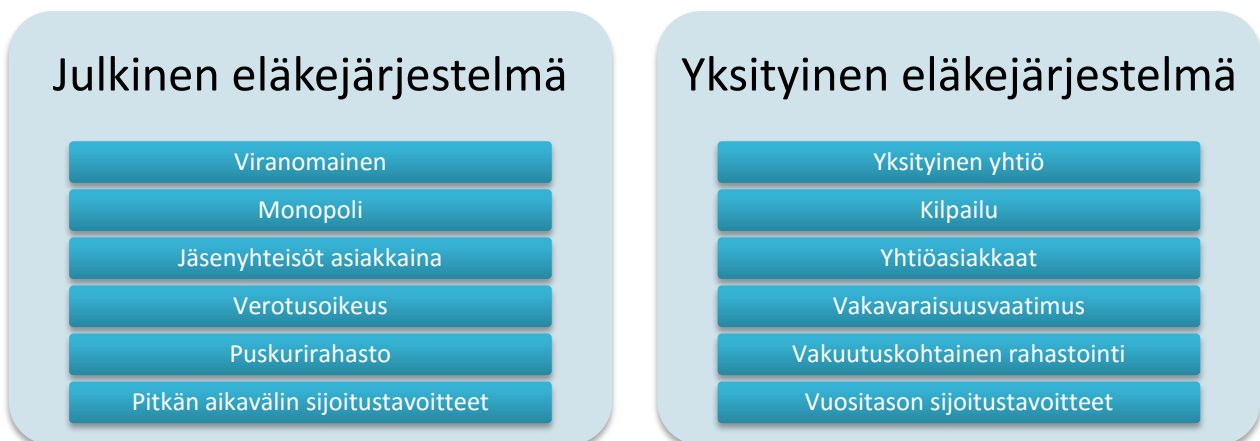 Julkinen eläkejärjestelmä
Viranomainen
Monopoli
Jäsenyhteisöt asiakkaina
Verotusoikeus
Puskurirahasto
Pitkän aikavälin sijoitustavoitteet
Yksityinen eläkejärjestelmä
Yksityinen yhtiö
Kilpailu
Yhtiöasiakkaat
Vakavaraisuusvaatimus
Vakuutuskohtainen rahastointi
Vuositason sijoitustavoitteet